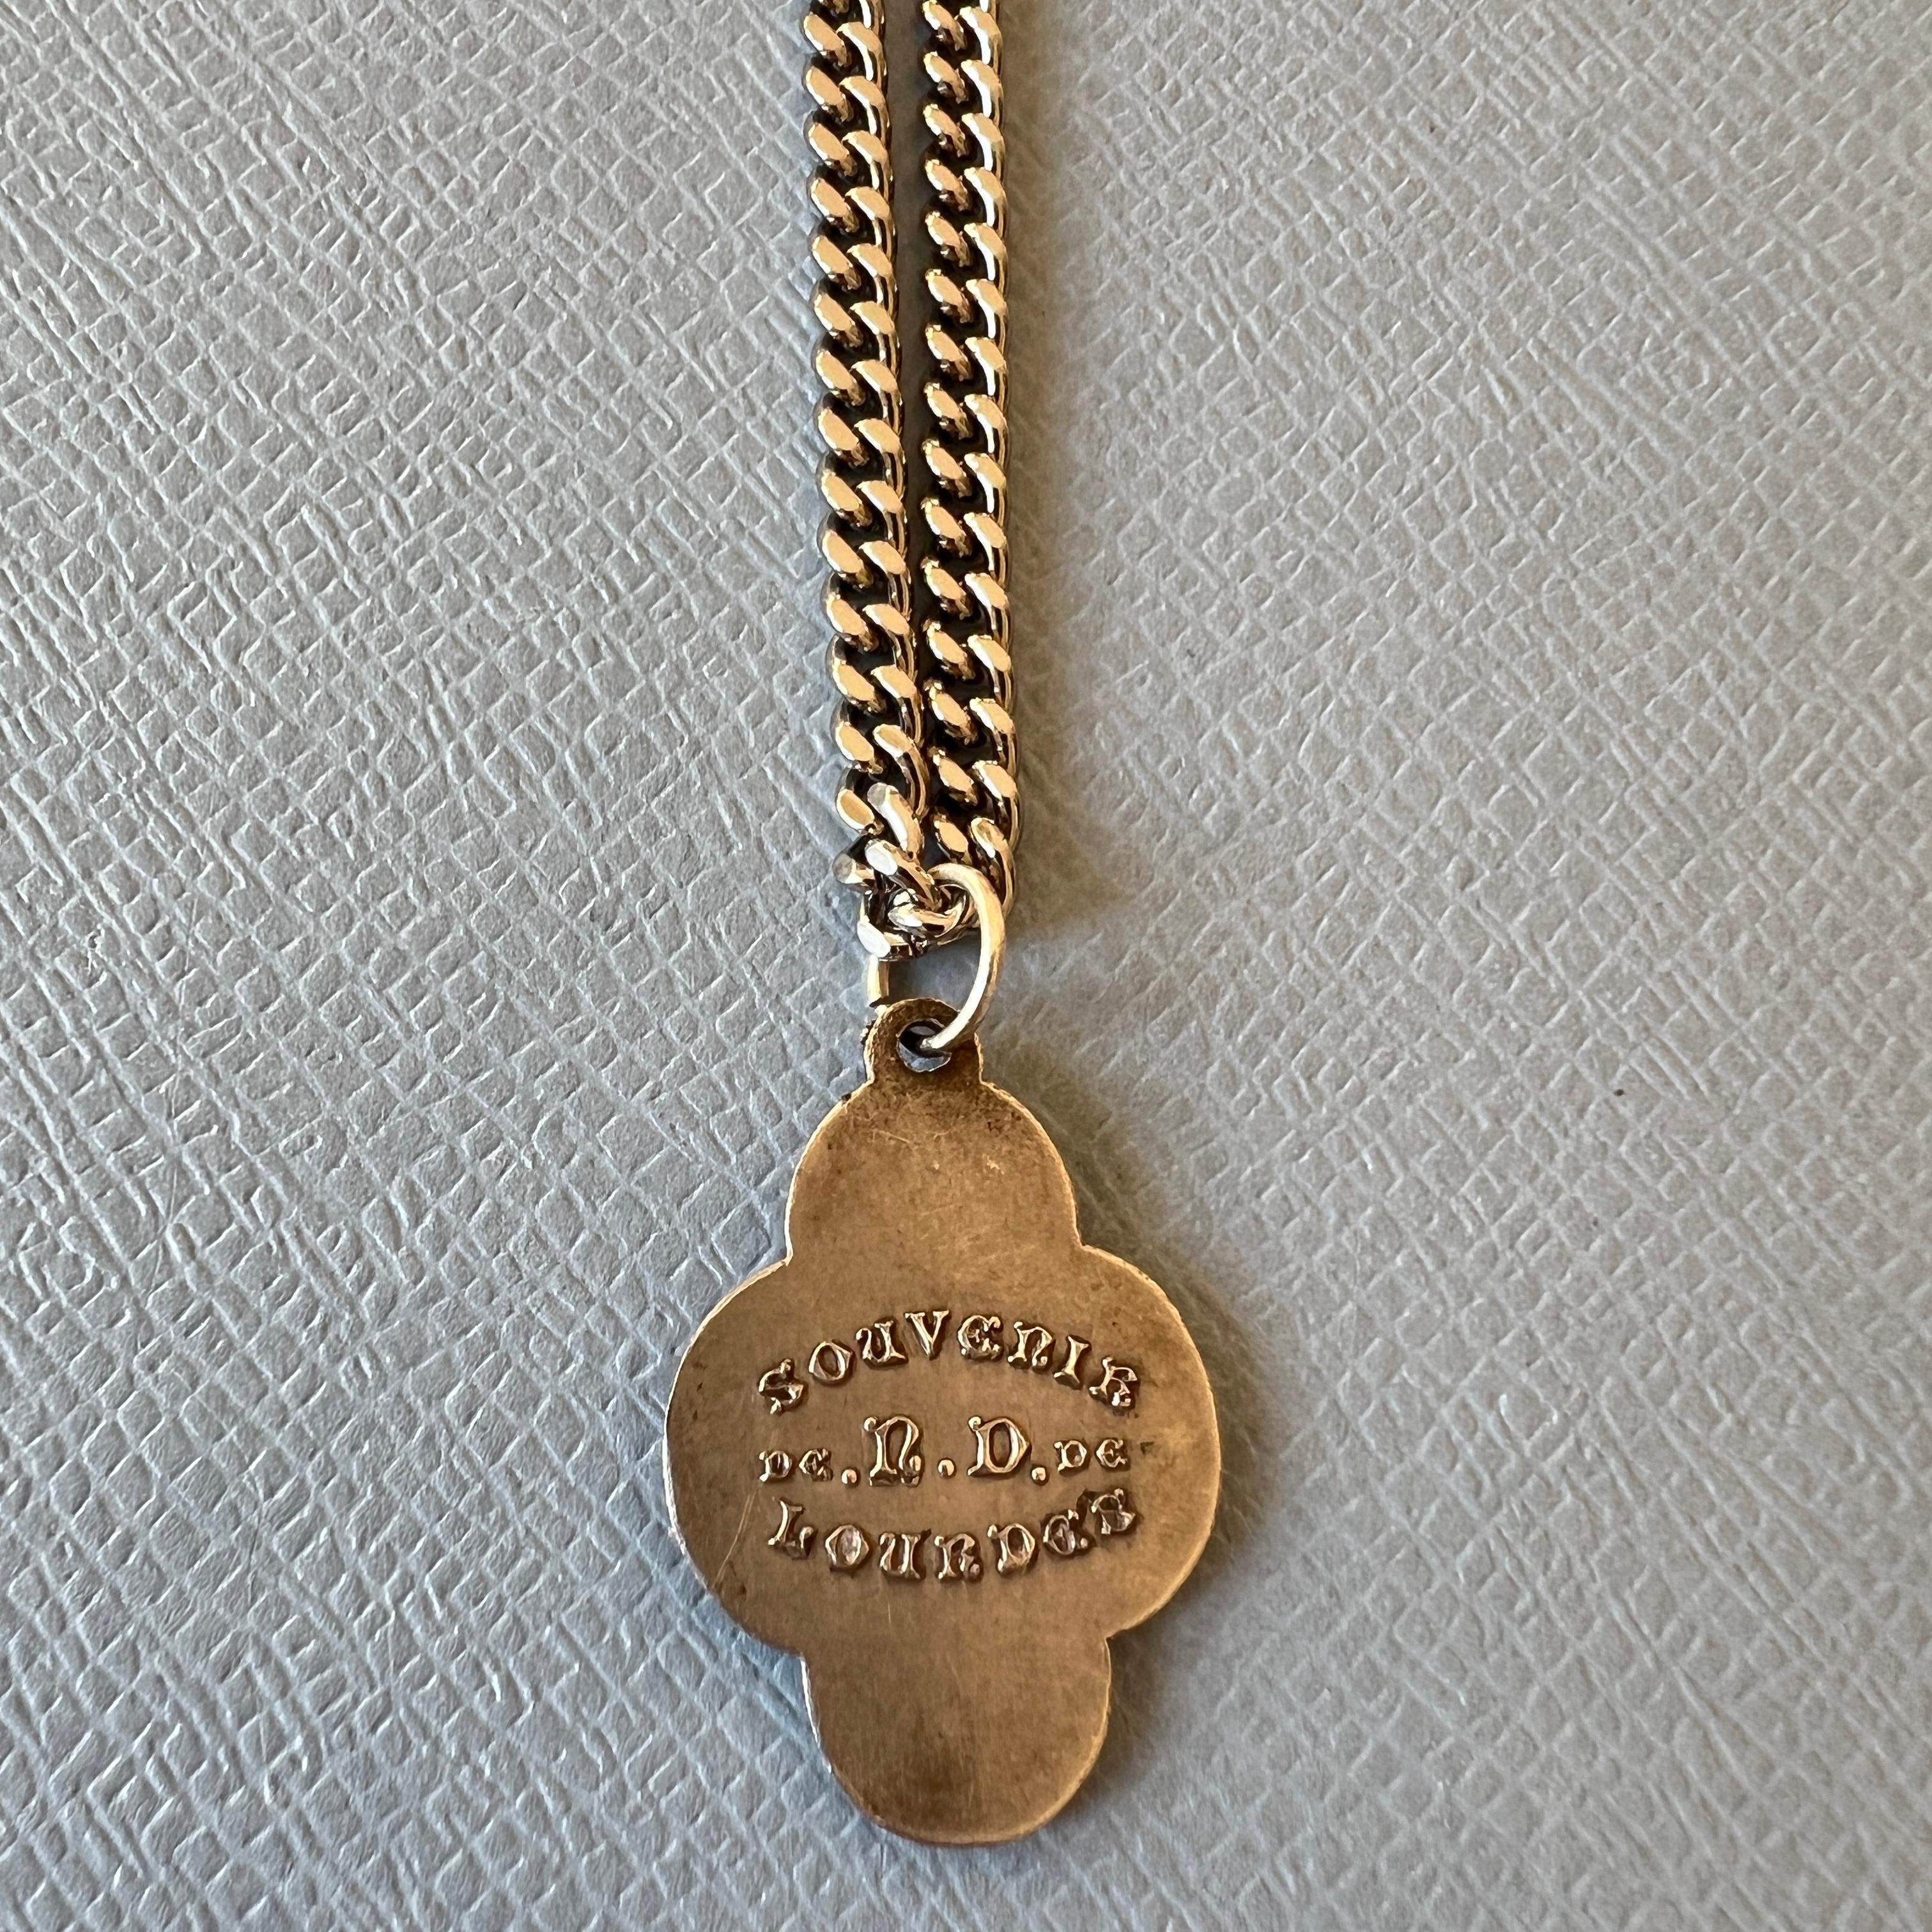 SOUVENIR
DE . N . D. DE
LOURDES